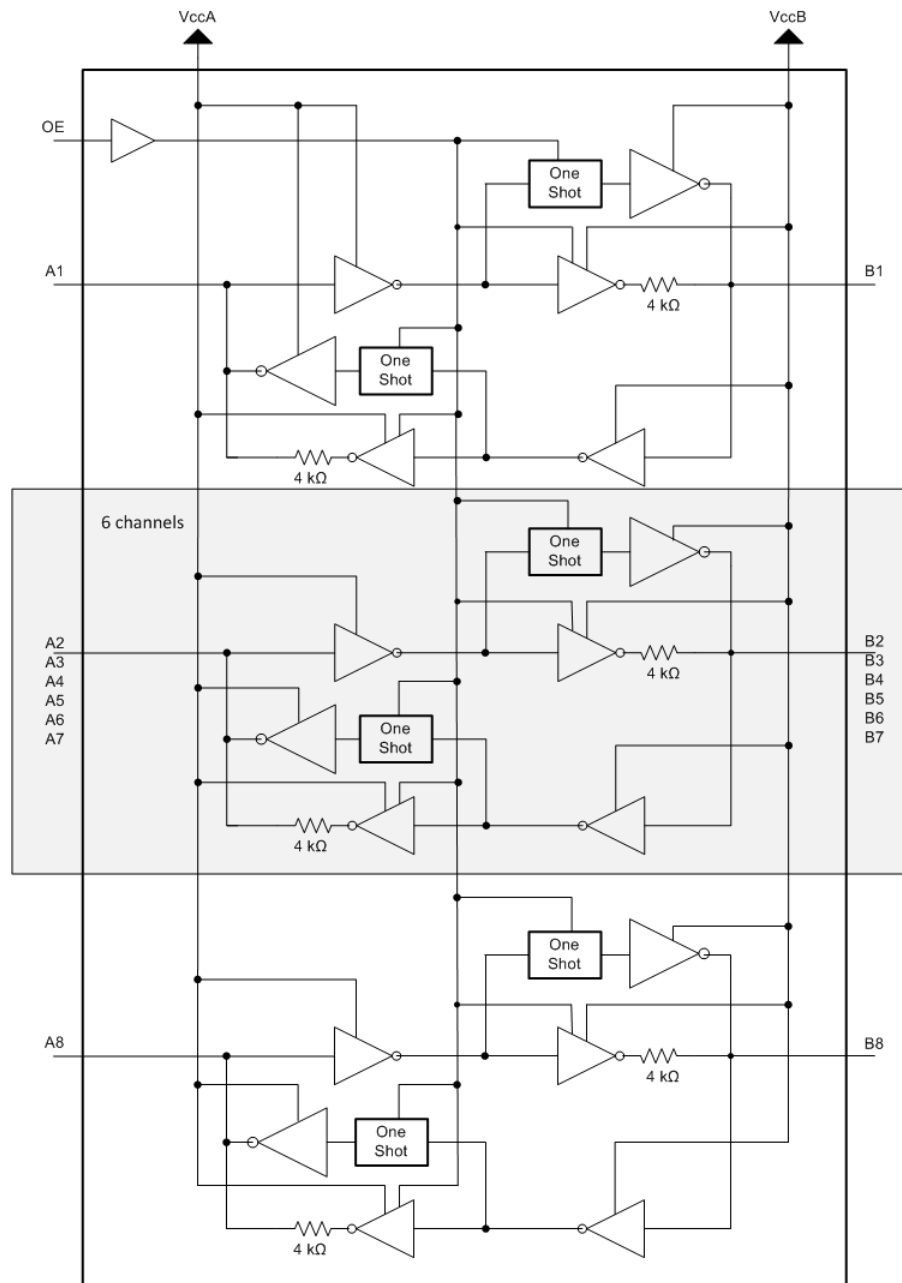 VccA
VccB
OE
One
Shot
A1
B1
4 kΩ
One
Shot
4 kΩ
6 channels
One
Shot
A2
A3
A4
A5
A6
A7
B2
B3
B4
B5
B6
B7
4 kΩ
One
Shot
4 kΩ
One
Shot
A8
B8
4 kΩ
One
Shot
4 kΩ